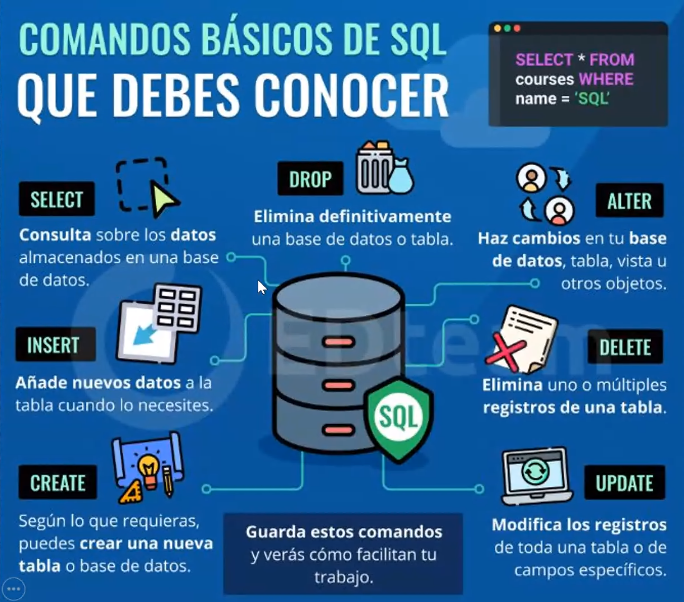 COMANDOS BÁSICOS DE SQL
QUE DEBES CONOCER
SELECT * FROM
courses WHERE
name = 'SQL'
SELECT
Consulta sobre los datos
almacenados en una base
de datos.
DROP
Elimina definitivamente
una base de datos o tabla.
ALTER
Haz cambios en tu base
de datos, tabla, vista u
otros objetos.
INSERT
Añade nuevos datos a la
tabla cuando lo necesites.
EDteam
SQL
DELETE
Elimina uno o múltiples
registros de una tabla.
CREATE
Según lo que requieras,
puedes crear una nueva
tabla o base de datos.
Guarda estos comandos
y verás cómo facilitan tu
trabajo.
UPDATE
Modifica los registros
de toda una tabla o de
campos específicos.